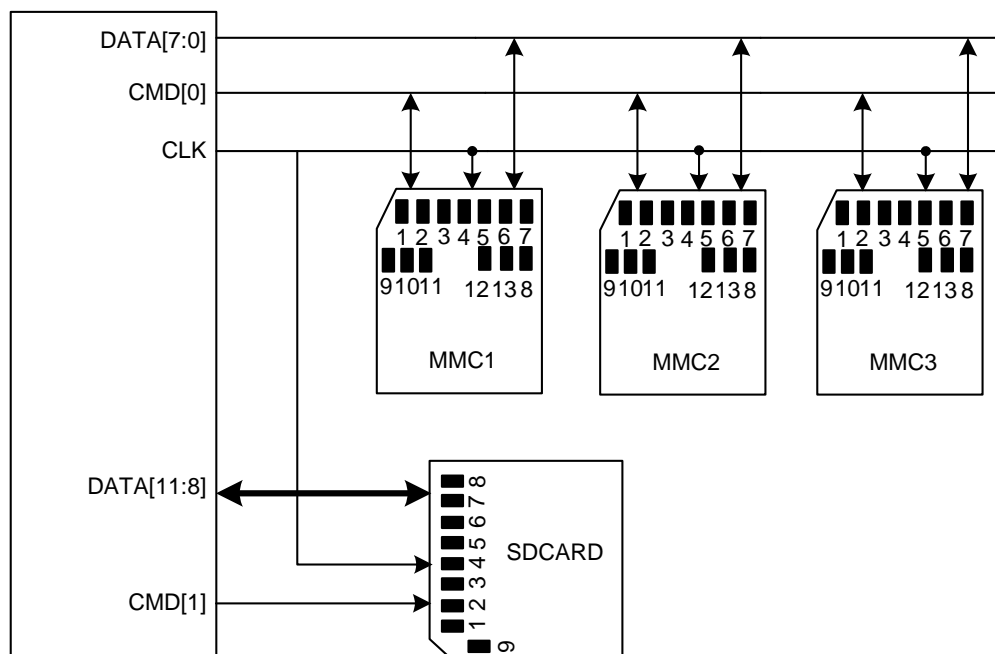 DATA[7:0]
CMD[0]
CLK
1 2 3 4 5 6 7
9 10 11 12 13 8
MMC1
1 2 3 4 5 6 7
9 10 11 12 13 8
MMC2
1 2 3 4 5 6 7
9 10 11 12 13 8
MMC3
DATA[11:8]
CMD[1]
8
7
6
5
4
3
2
1
9
SDCARD